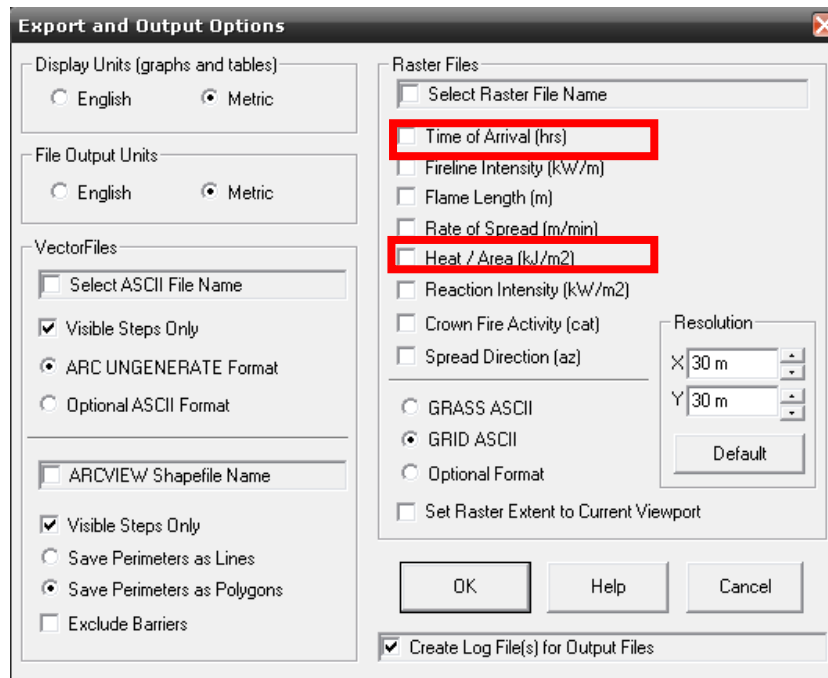 Export and Output Options
Display Units (graphs and tables)
English
Metric
File Output Units
English
Metric
VectorFiles
Select ASCII File Name
Visible Steps Only
ARC UNGENERATE Format
Optional ASCII Format
ARCVIEW Shapefile Name
Visible Steps Only
Save Perimeters as Lines
Save Perimeters as Polygons
Exclude Barriers
Raster Files
Select Raster File Name
Time of Arrival (hrs)
Fireline Intensity (kW/m)
Flame Length (m)
Rate of Spread (m/min)
Heat / Area (kJ/m2)
Reaction Intensity (kW/m2)
Crown Fire Activity (cat)
Spread Direction (az)
GRASS ASCII
GRID ASCII
Optional Format
Set Raster Extent to Current Viewport
Resolution
X 30 m
Y 30 m
Default
OK
Help
Cancel
Create Log File(s) for Output Files